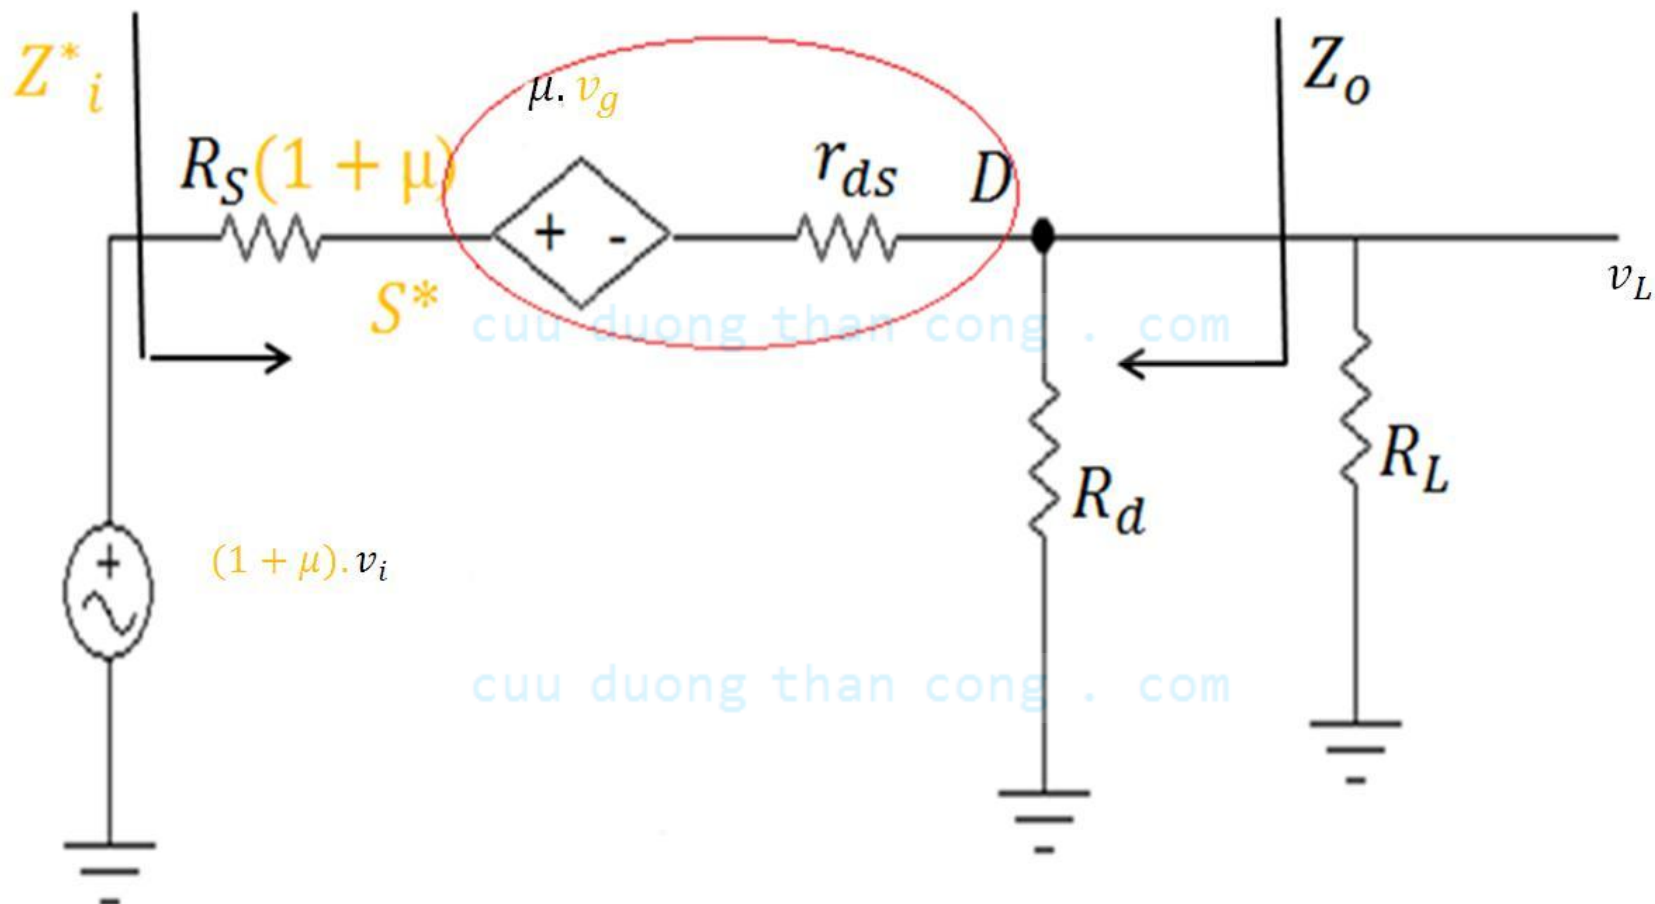 Z*i
Zo
μ. vg
RS(1 + μ)
rds
D
S*
vL
cuu duong than cong . com
RL
Rd
(1 + μ). vi
cuu duong than cong . com